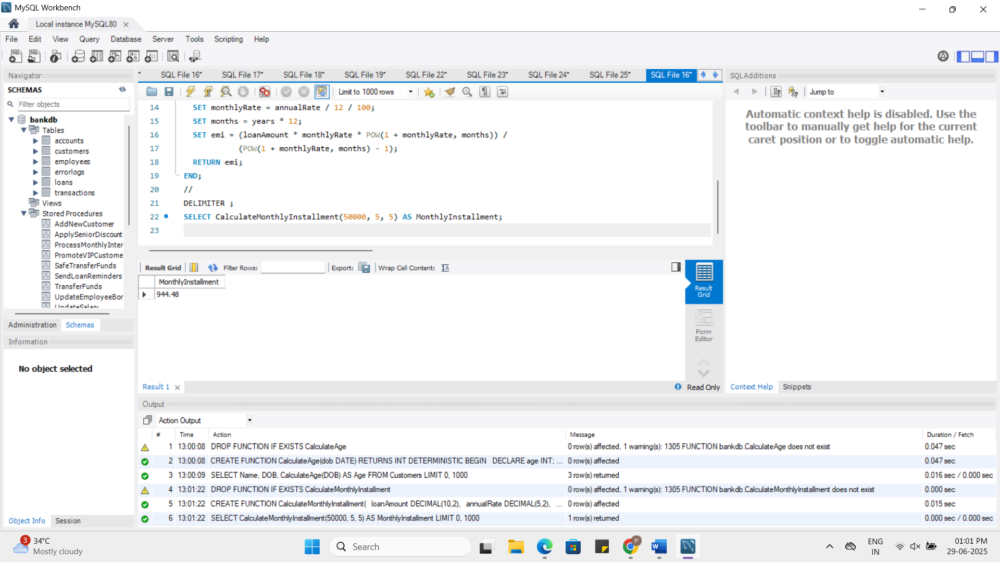 MySQL Workbench
Local instance MySQL80
File Edit View Query Database Server Tools Scripting Help
Navigator
SCHEMAS
Filter objects
bankdb
Tables
accounts
customers
employees
errorlogs
loans
transactions
Views
Stored Procedures
AddNewCustomer
ApplySeniorDiscount
ProcessMonthlyInter
PromoteVIPCustome
SafeTransferFunds
SendLoanReminders
TransferFunds
UpdateEmployeeBor
UpdateSalary
Administration Schemas
Information
No object selected
Object Info Session
* SQL File 16* SQL File 17* SQL File 18* SQL File 19* SQL File 22* SQL File 23* SQL File 24* SQL File 25* SQL File 16*
Limit to 1000 rows
14 SET monthlyRate = annualRate / 12 / 100;
15 SET months = years * 12;
16 SET emi = (loanAmount * monthlyRate * POW(1 + monthlyRate, months)) /
17 (POW(1 + monthlyRate, months) - 1);
18 RETURN emi;
19 END;
20 //
21 DELIMITER ;
22 SELECT CalculateMonthlyInstallment(50000, 5, 5) AS MonthlyInstallment;
23
Result Grid Filter Rows: Export: Wrap Cell Content:
MonthlyInstallment
944.48
Result Grid
Form Editor
Result 1
Read Only
SQLAdditions
Jump to
Automatic context help is disabled. Use the
toolbar to manually get help for the current
caret position or to toggle automatic help.
Context Help Snippets
Output
Action Output
# Time Action Message Duration / Fetch
1 13:00:08 DROP FUNCTION IF EXISTS CalculateAge 0 row(s) affected, 1 warning(s): 1305 FUNCTION bankdb.CalculateAge does not exist 0.047 sec
2 13:00:08 CREATE FUNCTION CalculateAge(dob DATE) RETURNS INT DETERMINISTIC BEGIN DECLARE age INT; ... 0 row(s) affected 0.047 sec
3 13:00:09 SELECT Name, DOB, CalculateAge(DOB) AS Age FROM Customers LIMIT 0, 1000 3 row(s) returned 0.016 sec / 0.000 sec
4 13:01:22 DROP FUNCTION IF EXISTS CalculateMonthlyInstallment 0 row(s) affected, 1 warning(s): 1305 FUNCTION bankdb.CalculateMonthlyInstallment does not exist 0.000 sec
5 13:01:22 CREATE FUNCTION CalculateMonthlyInstallment( loanAmount DECIMAL(10,2), annualRate DECIMAL(5,2), ... 0 row(s) affected 0.015 sec
6 13:01:22 SELECT CalculateMonthlyInstallment(50000, 5, 5) AS MonthlyInstallment LIMIT 0, 1000 1 row(s) returned 0.000 sec / 0.000 sec
3
34°C
Mostly cloudy
Search
P
ENG
IN
01:01 PM
29-06-2025